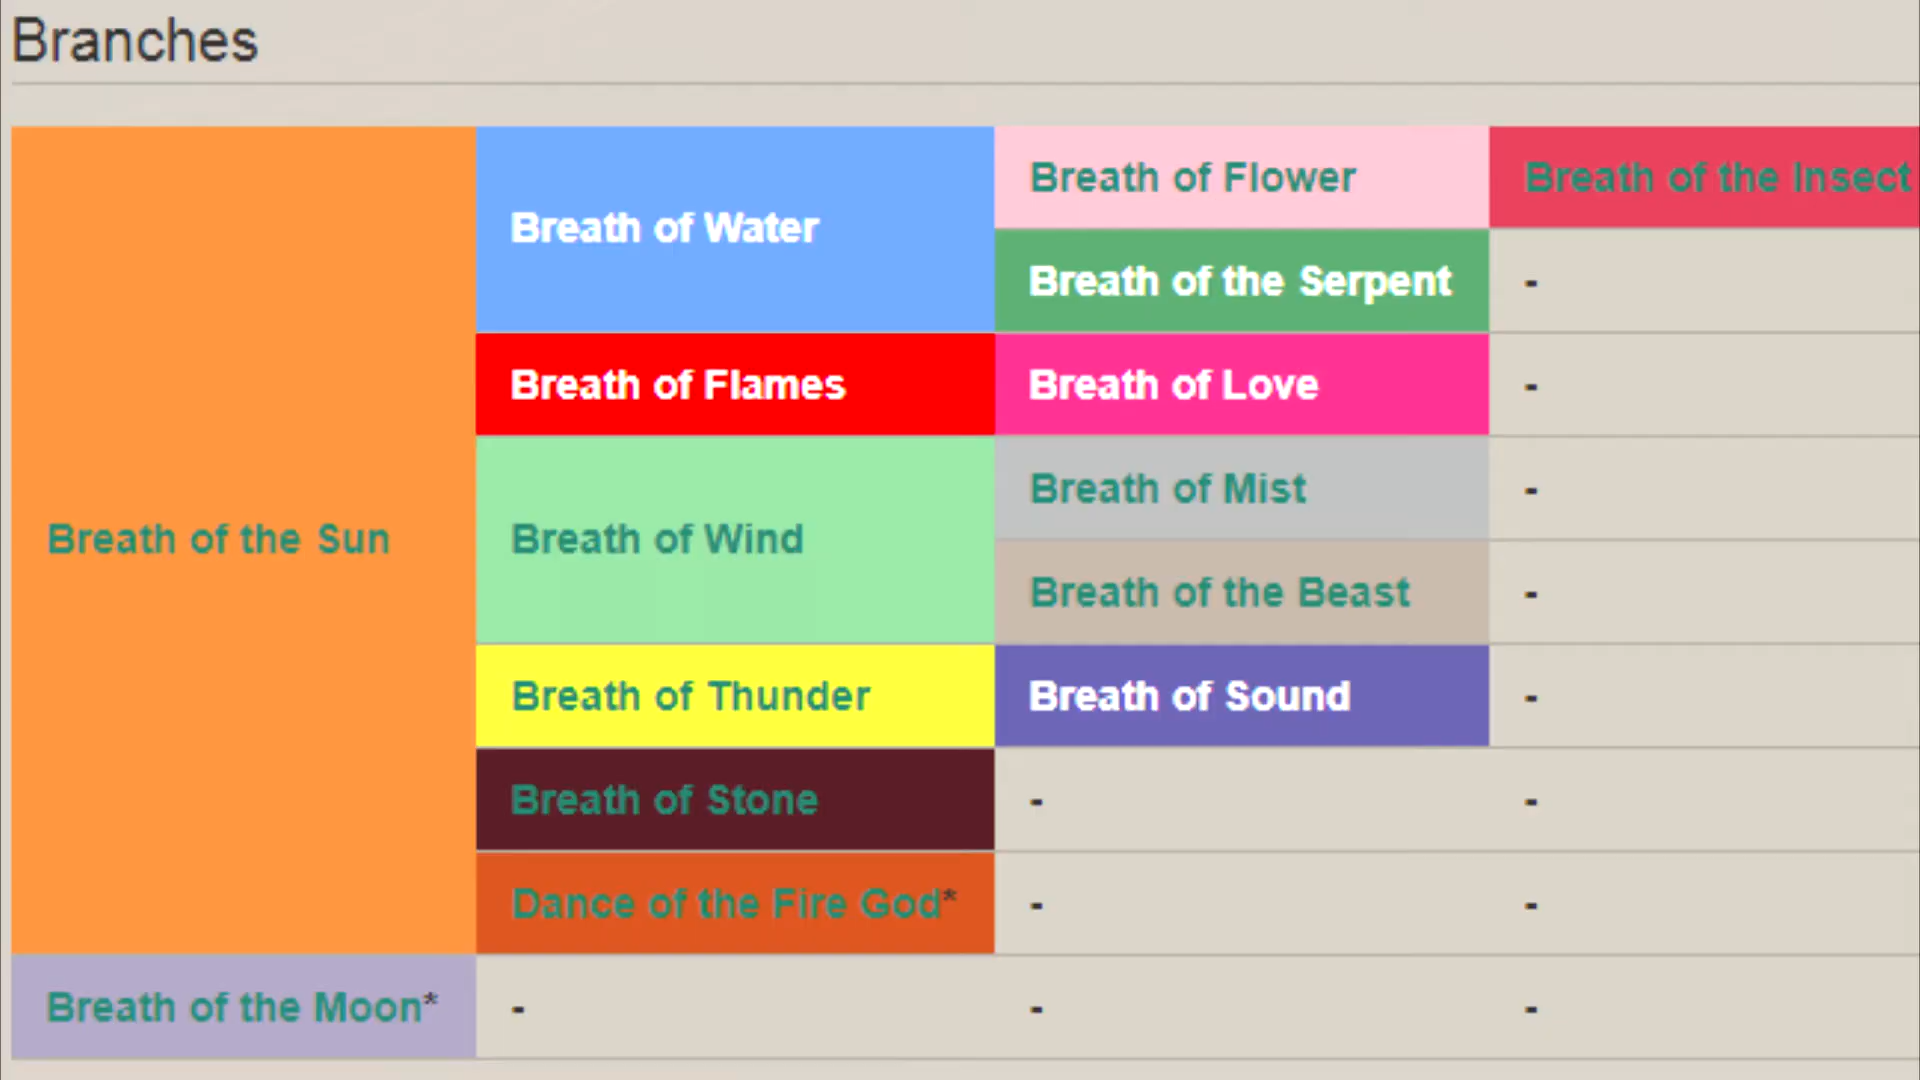 Branches
Breath of the Sun
Breath of Water
Breath of Flower
Breath of the Insect
Breath of the Serpent
-
Breath of Flames
Breath of Love
-
Breath of Wind
Breath of Mist
-
Breath of the Beast
-
Breath of Thunder
Breath of Sound
-
Breath of Stone
-
-
Dance of the Fire God*
-
-
Breath of the Moon*
-
-
-